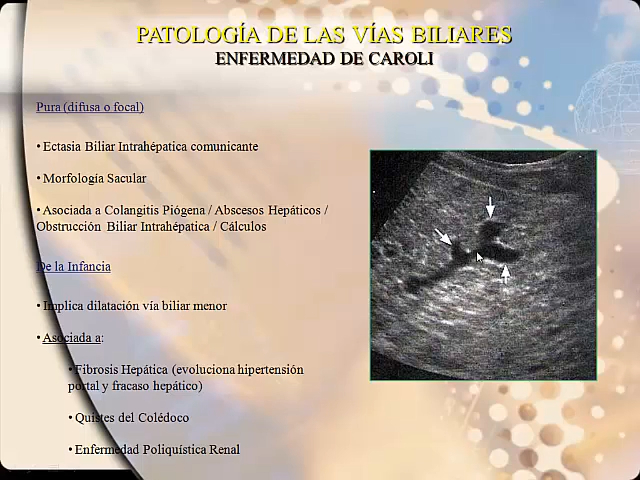 PATOLOGÍA DE LAS VÍAS BILIARES
ENFERMEDAD DE CAROLI
Pura (difusa o focal)
• Ectasia Biliar Intrahépatica comunicante
• Morfología Sacular
• Asociada a Colangitis Piógena / Abscesos Hepáticos /
Obstrucción Biliar Intrahépatica / Cálculos
De la Infancia
• Implica dilatación vía biliar menor
• Asociada a:
• Fibrosis Hepática (evoluciona hipertensión
portal y fracaso hepático)
• Quistes del Colédoco
• Enfermedad Poliquística Renal